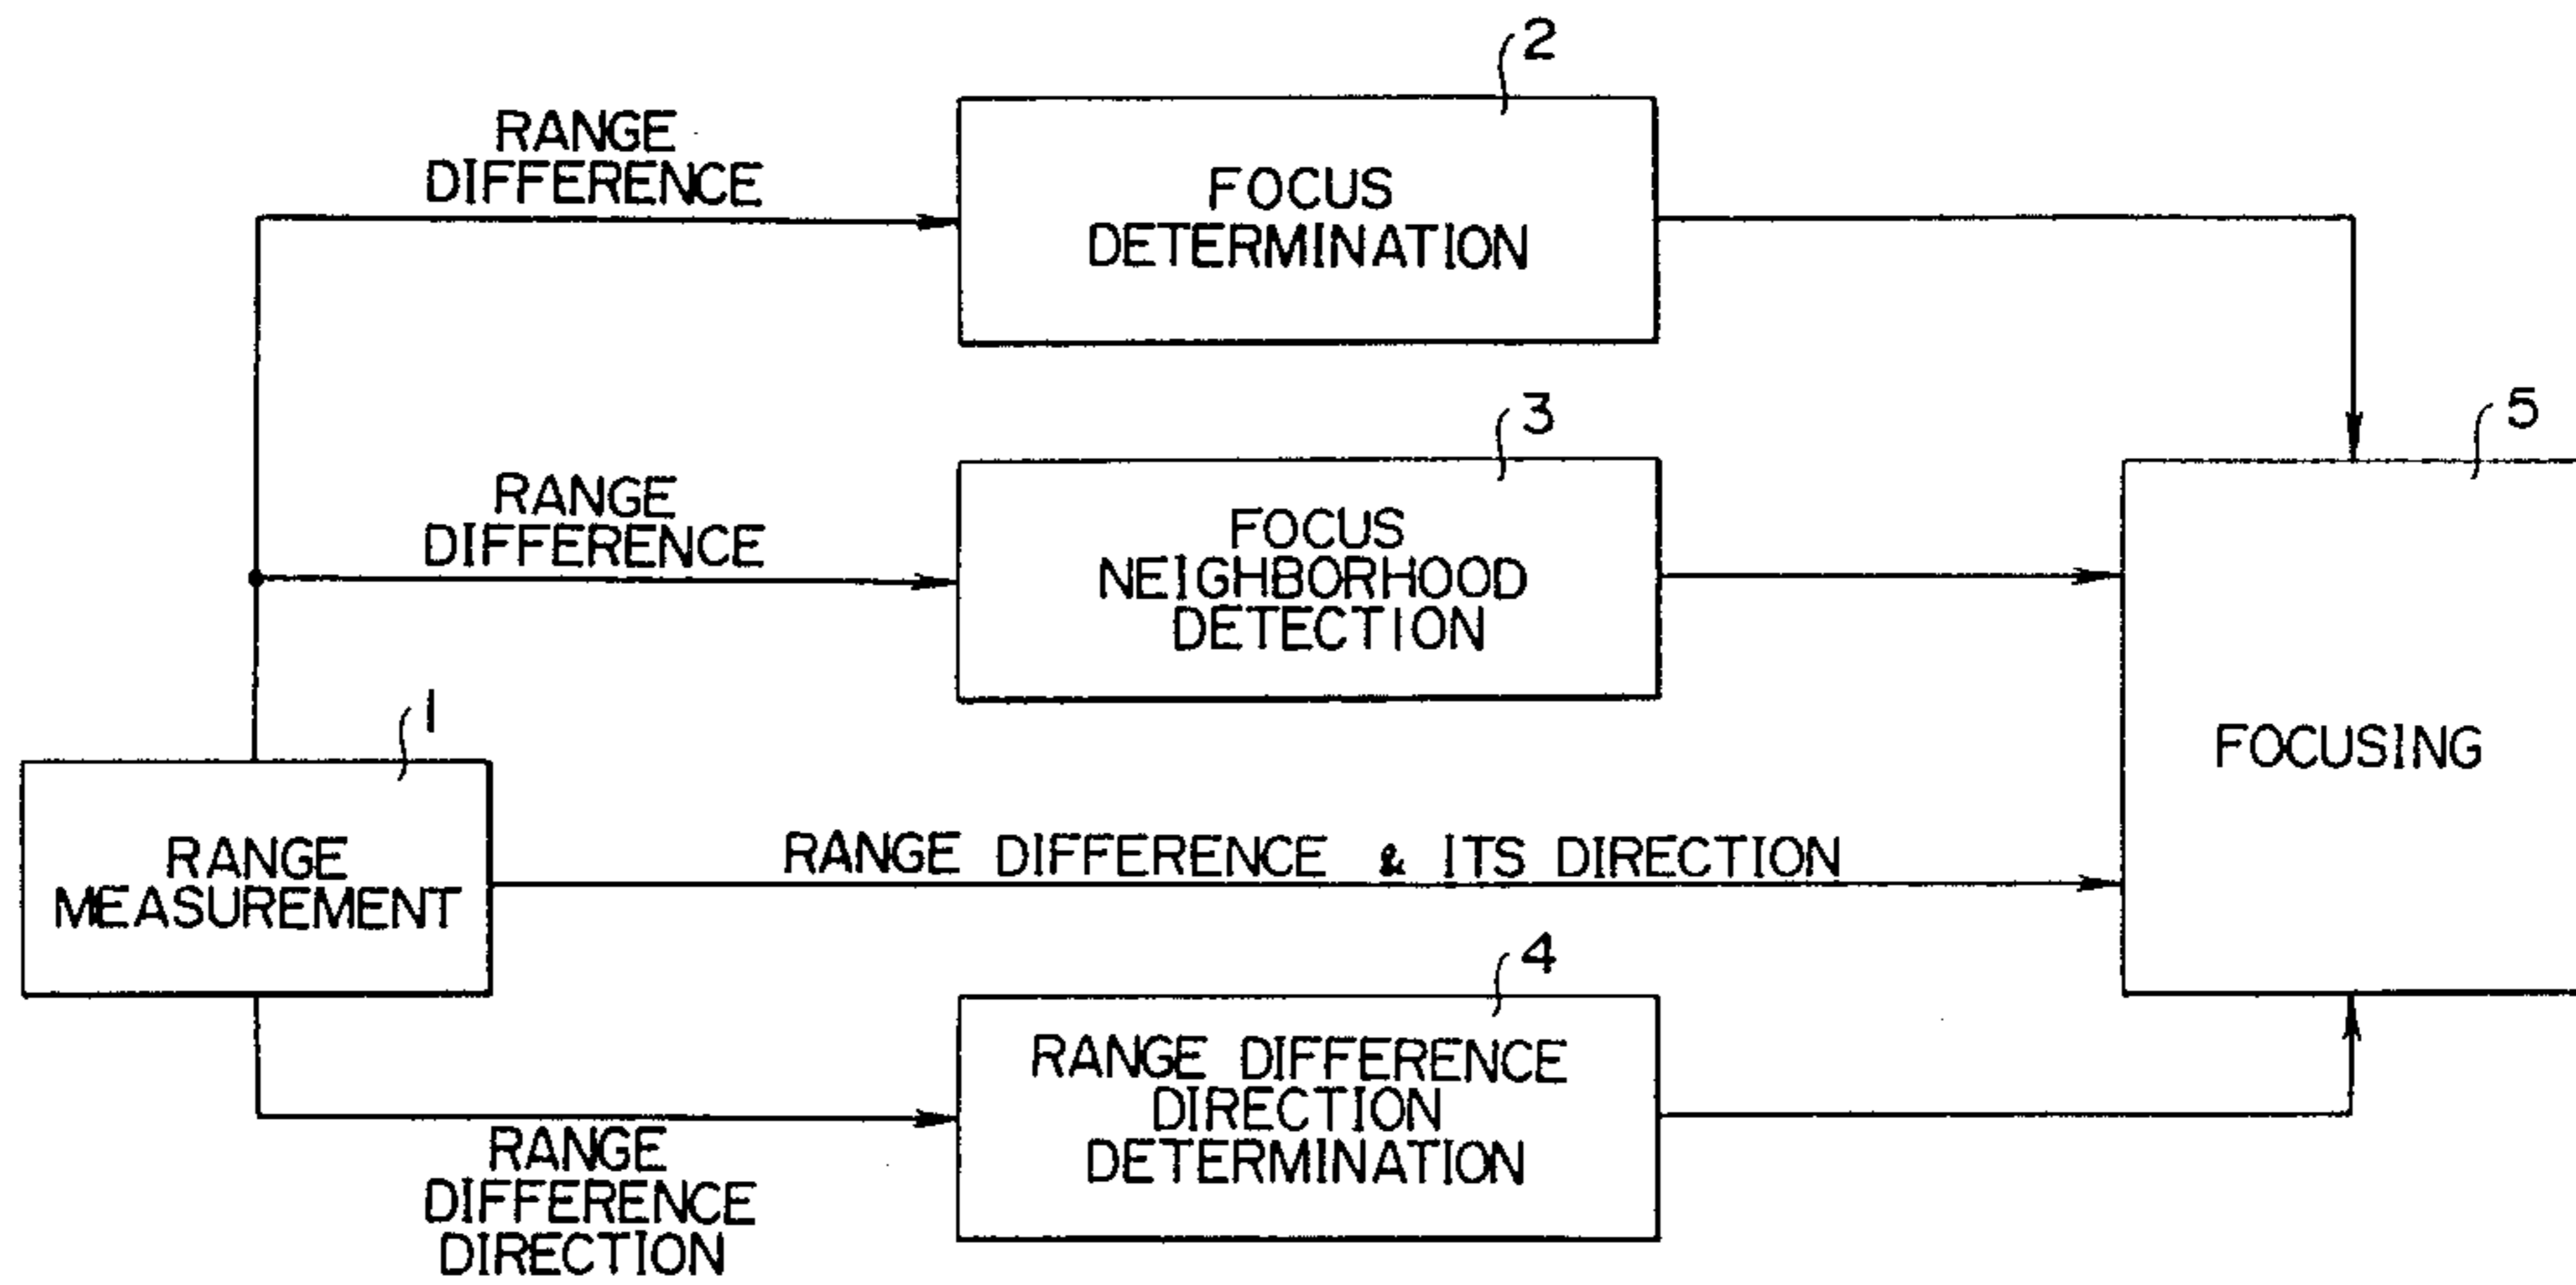 2
RANGE
DIFFERENCE
FOCUS
DETERMINATION
3
5
RANGE
DIFFERENCE
FOCUS
NEIGHBORHOOD
DETECTION
1
FOCUSING
RANGE
MEASUREMENT
RANGE DIFFERENCE & ITS DIRECTION
4
RANGE DIFFERENCE
DIRECTION
DETERMINATION
RANGE
DIFFERENCE
DIRECTION